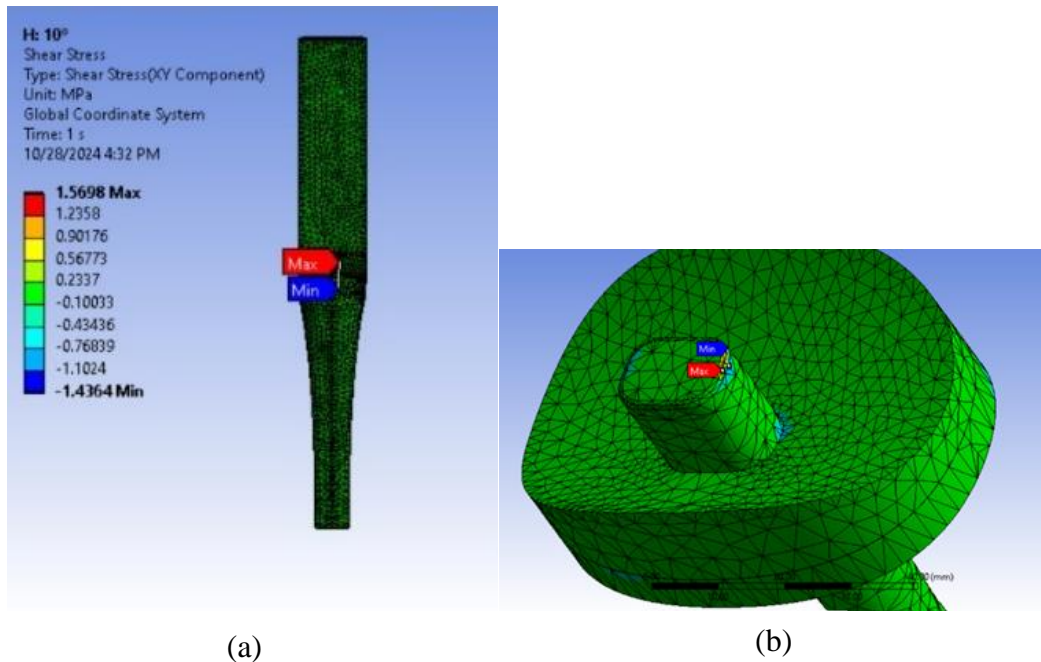 H: 10°
Shear Stress
Type: Shear Stress(XY Component)
Unit: MPa
Global Coordinate System
Time: 1 s
10/28/2024 4:32 PM
1.5698 Max
1.2358
0.90176
0.56773
0.2337
-0.10033
-0.43436
-0.76839
-1.1024
-1.4364 Min
Max
Min
Min
Max
(mm)
(a)
(b)